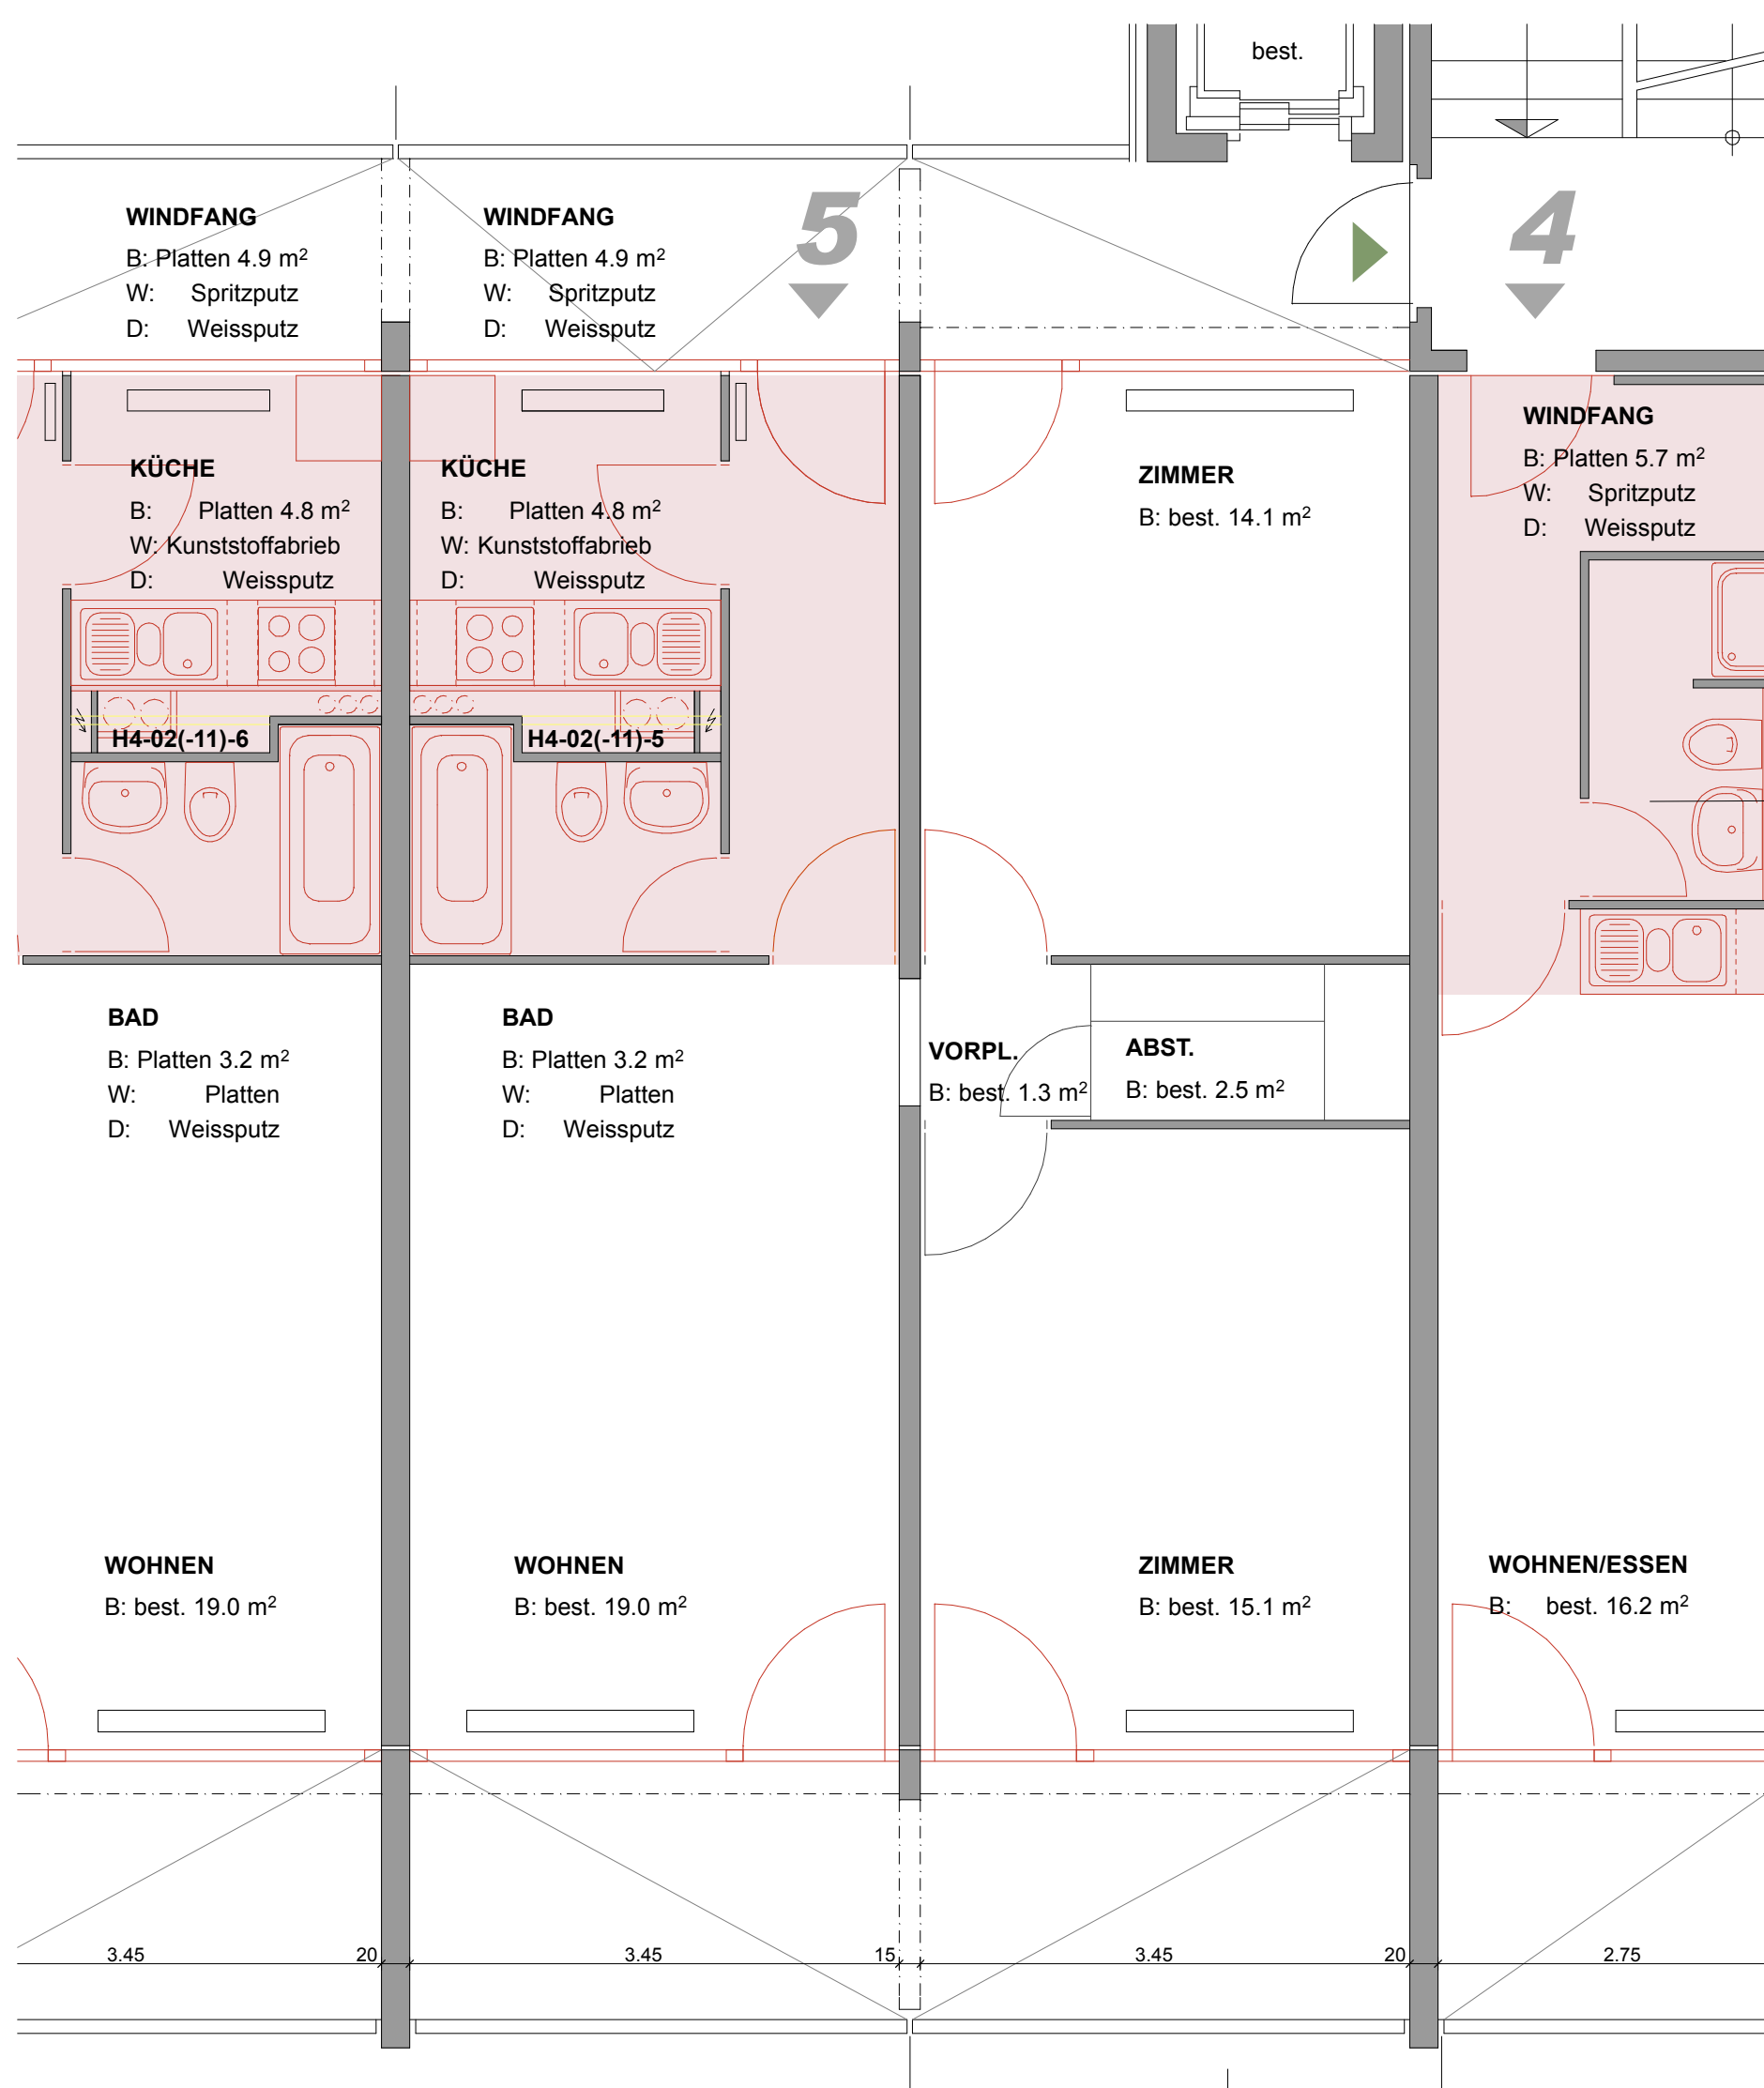 best.
WINDFANG
B: Platten 4.9 m²
W: Spritzputz
D: Weissputz
WINDFANG
B: Platten 4.9 m²
W: Spritzputz
D: Weissputz
5
4
KÜCHE
B: Platten 4.8 m²
W: Kunststoffabrieb
D: Weissputz
KÜCHE
B: Platten 4.8 m²
W: Kunststoffabrieb
D: Weissputz
ZIMMER
B: best. 14.1 m²
WINDFANG
B: Platten 5.7 m²
W: Spritzputz
D: Weissputz
H4-02(-11)-6
H4-02(-11)-5
BAD
B: Platten 3.2 m²
W: Platten
D: Weissputz
BAD
B: Platten 3.2 m²
W: Platten
D: Weissputz
VORPL.
B: best. 1.3 m²
ABST.
B: best. 2.5 m²
WOHNEN
B: best. 19.0 m²
WOHNEN
B: best. 19.0 m²
ZIMMER
B: best. 15.1 m²
WOHNEN/ESSEN
B: best. 16.2 m²
3.45 20 3.45 15 3.45 20 2.75